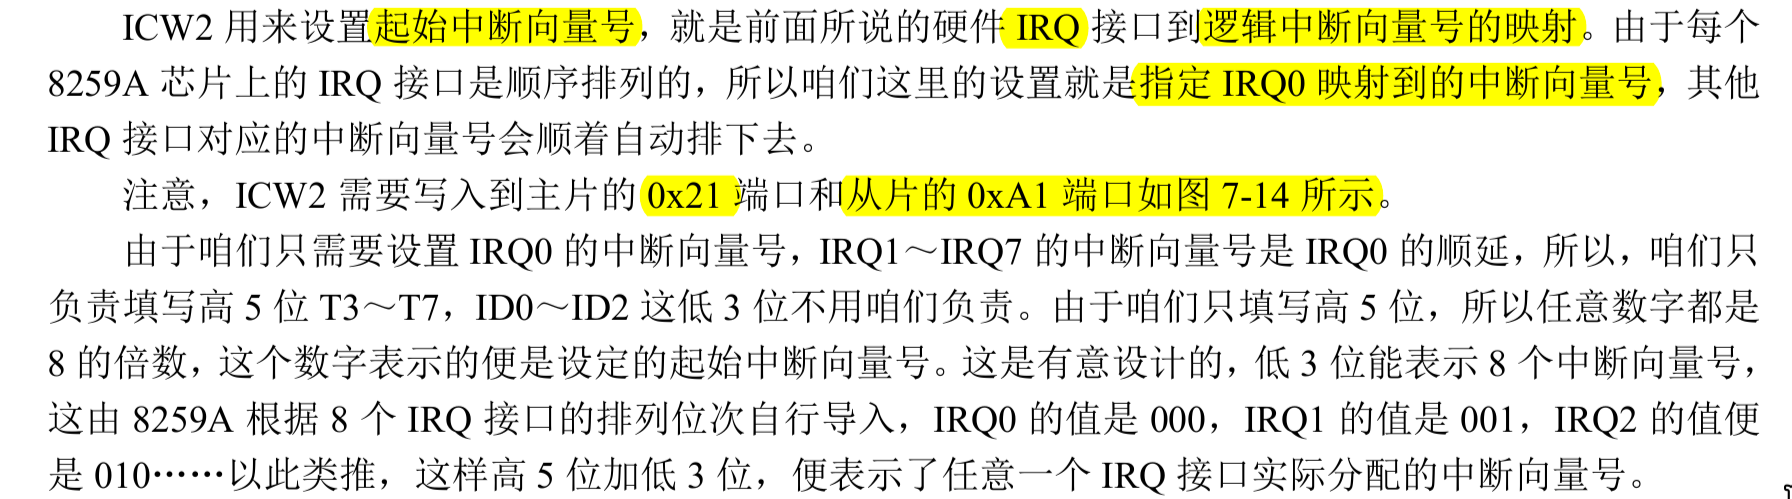 ICW2 用来设置起始中断向量号，就是前面所说的硬件 IRQ 接口到逻辑中断向量号的映射。由于每个
8259A 芯片上的 IRQ 接口是顺序排列的，所以咱们这里的设置就是指定 IRQ0 映射到的中断向量号，其他
IRQ 接口对应的中断向量号会顺着自动排下去。
注意，ICW2 需要写入到主片的 0x21 端口和从片的 0xA1 端口如图 7-14 所示。
由于咱们只需要设置 IRQ0 的中断向量号，IRQ1～IRQ7 的中断向量号是 IRQ0 的顺延，所以，咱们只
负责填写高 5 位 T3～T7，ID0～ID2 这低 3 位不用咱们负责。由于咱们只填写高 5 位，所以任意数字都是
8 的倍数，这个数字表示的便是设定的起始中断向量号。这是有意设计的，低 3 位能表示 8 个中断向量号，
这由 8259A 根据 8 个 IRQ 接口的排列位次自行导入，IRQ0 的值是 000，IRQ1 的值是 001，IRQ2 的值便
是 010……以此类推，这样高 5 位加低 3 位，便表示了任意一个 IRQ 接口实际分配的中断向量号。